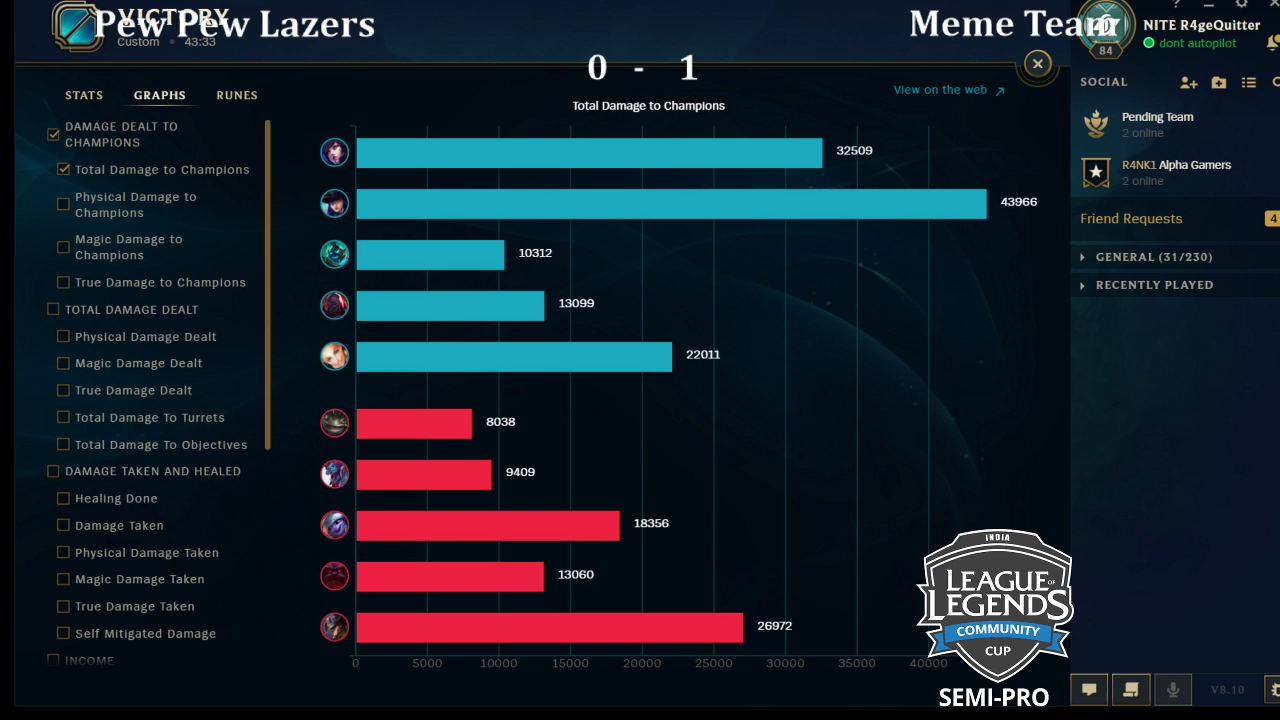 VICTORY
Pew Pew Lazers
Meme Team
Custom • 43:33
0 - 1
NITE R4geQuitter
dont autopilot
84
STATS
GRAPHS
RUNES
View on the web
Total Damage to Champions
SOCIAL
DAMAGE DEALT TO
CHAMPIONS
Total Damage to Champions
Physical Damage to
Champions
Magic Damage to
Champions
True Damage to Champions
TOTAL DAMAGE DEALT
Physical Damage Dealt
Magic Damage Dealt
True Damage Dealt
Total Damage To Turrets
Total Damage To Objectives
DAMAGE TAKEN AND HEALED
Healing Done
Damage Taken
Physical Damage Taken
Magic Damage Taken
True Damage Taken
Self Mitigated Damage
INCOME
32509
43966
10312
13099
22011
8038
9409
18356
13060
26972
0 5000 10000 15000 20000 25000 30000 35000 40000
Pending Team
2 online
R4NK1 Alpha Gamers
2 online
Friend Requests
4
GENERAL (31/230)
RECENTLY PLAYED
INDIA
LEAGUE OF
LEGENDS
COMMUNITY
CUP
SEMI-PRO
V8.10